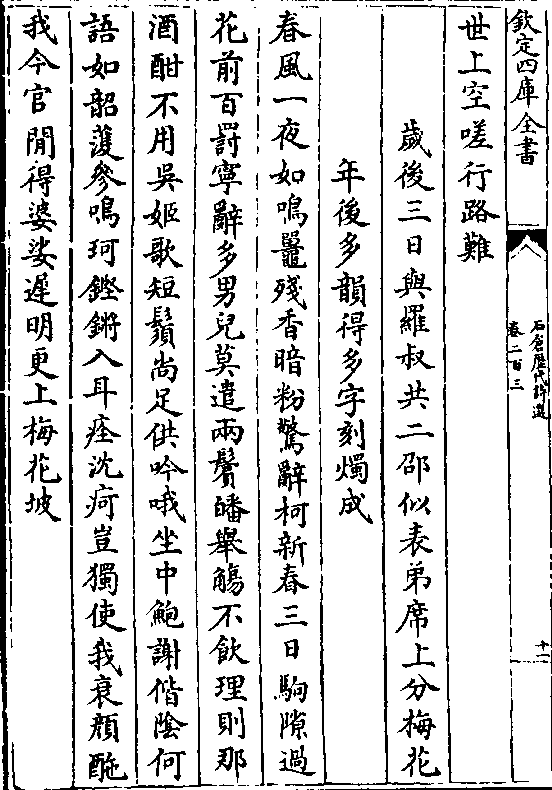 欽定四庫全書
石倉歷代詩選
卷二百三
十二
世上空嗟行路難
歲後三日與羅叔共二邵似表弟席上分梅花
年後多韻得多字刻燭成
春風一夜如鳴鼉殘香暗粉驚辭柯新春三日駒隙過
花前百罰寧辭多男兒莫遣兩鬢皤舉觴不飲理則那
酒酣不用吳姬歌短鬚尚足供吟哦坐中鮑謝偕陰何
語如韶頀參鳴珂鏗鏘入耳痊沈疴豈獨使我衰顏酡
我今官閒得婆娑遲明更上梅花坡